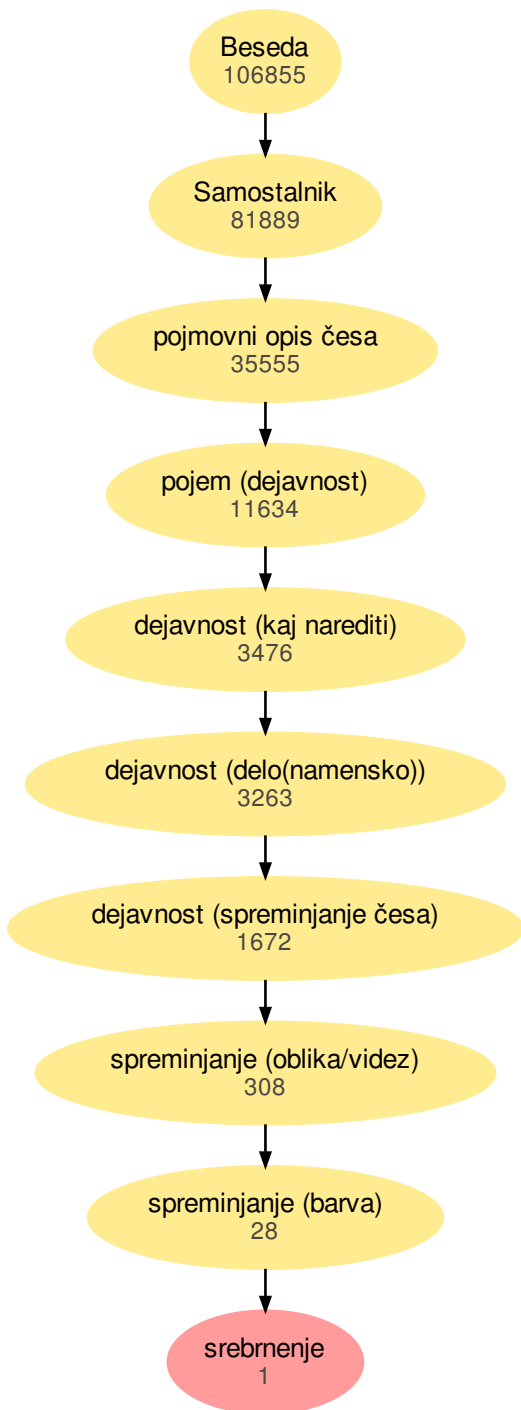 Beseda
106855
Samostalnik
81889
pojmovni opis česa
35555
pojem (dejavnost)
11634
dejavnost (kaj narediti)
3476
dejavnost (delo(namensko))
3263
dejavnost (spreminjanje česa)
1672
spreminjanje (oblika/videz)
308
spreminjanje (barva)
28
srebrnenje
1